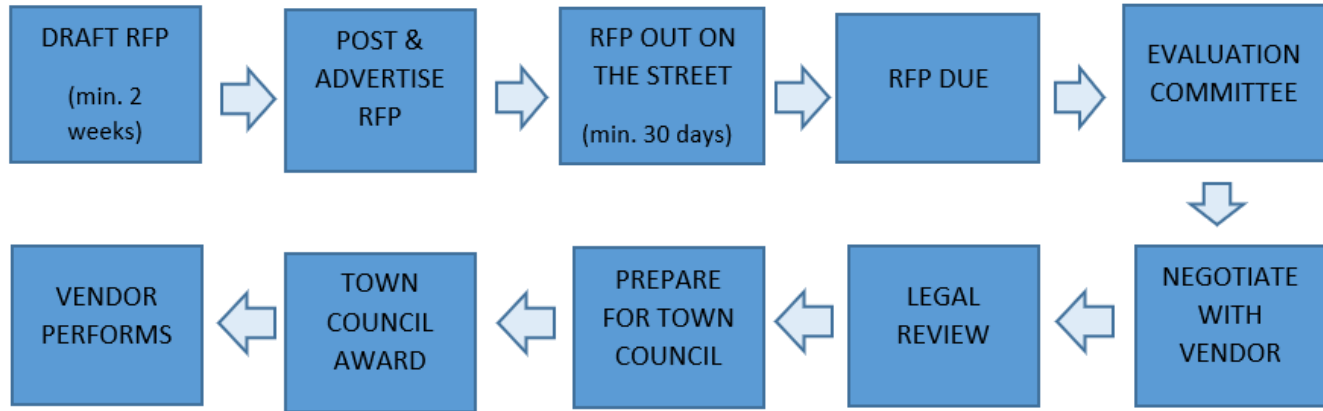 DRAFT RFP
(min. 2
weeks)
POST &
ADVERTISE
RFP
RFP OUT ON
THE STREET
(min. 30 days)
RFP DUE
EVALUATION
COMMITTEE
NEGOTIATE
WITH
VENDOR
LEGAL
REVIEW
PREPARE
FOR TOWN
COUNCIL
TOWN
COUNCIL
AWARD
VENDOR
PERFORMS